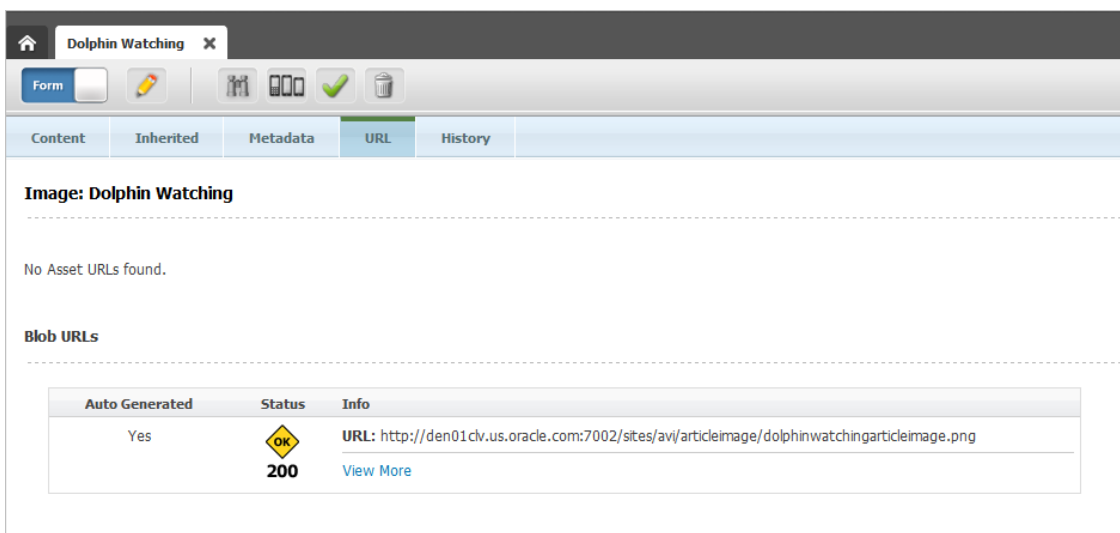 Dolphin Watching
Form
Content Inherited Metadata URL History
Image: Dolphin Watching
No Asset URLs found.
Blob URLs
Auto Generated Status Info
Yes OK URL: http://den01clv.us.oracle.com:7002/sites/avi/articleimage/dolphinwatchingarticleimage.png
200 View More